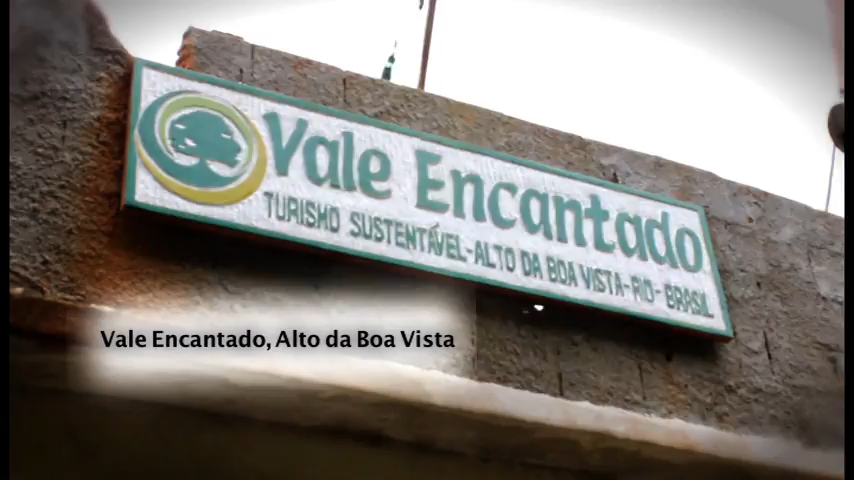 Vale Encantado
TURISMO SUSTENTÁVEL-ALTO DA BOA VISTA-RIO-BRASIL
Vale Encantado, Alto da Boa Vista